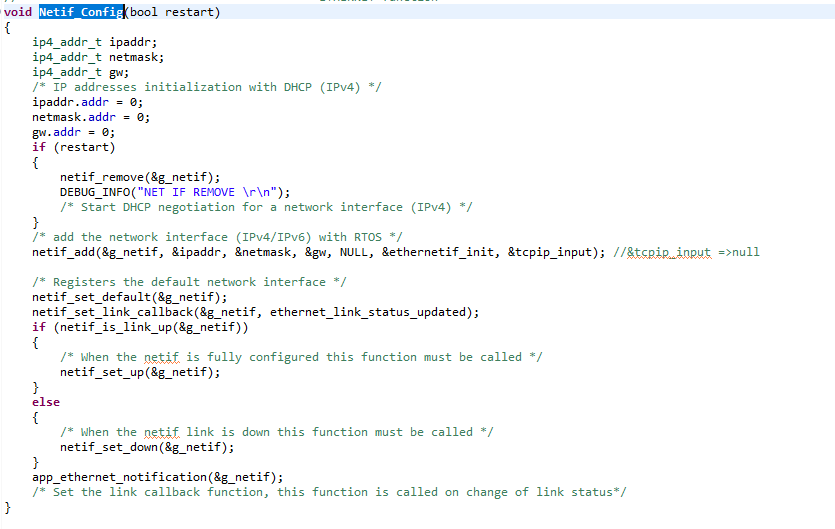 void Netif_Config(bool restart)
{
ip4_addr_t ipaddr;
ip4_addr_t netmask;
ip4_addr_t gw;
/* IP addresses initialization with DHCP (IPv4) */
ipaddr.addr = 0;
netmask.addr = 0;
gw.addr = 0;
if (restart)
{
netif_remove(&g_netif);
DEBUG_INFO("NET IF REMOVE \r\n");
/* Start DHCP negotiation for a network interface (IPv4) */
}
/* add the network interface (IPv4/IPv6) with RTOS */
netif_add(&g_netif, &ipaddr, &netmask, &gw, NULL, &ethernetif_init, &tcpip_input); //&tcpip_input =>null
/* Registers the default network interface */
netif_set_default(&g_netif);
netif_set_link_callback(&g_netif, ethernet_link_status_updated);
if (netif_is_link_up(&g_netif))
{
/* When the netif is fully configured this function must be called */
netif_set_up(&g_netif);
}
else
{
/* When the netif link is down this function must be called */
netif_set_down(&g_netif);
}
app_ethernet_notification(&g_netif);
/* Set the link callback function, this function is called on change of link status*/
}